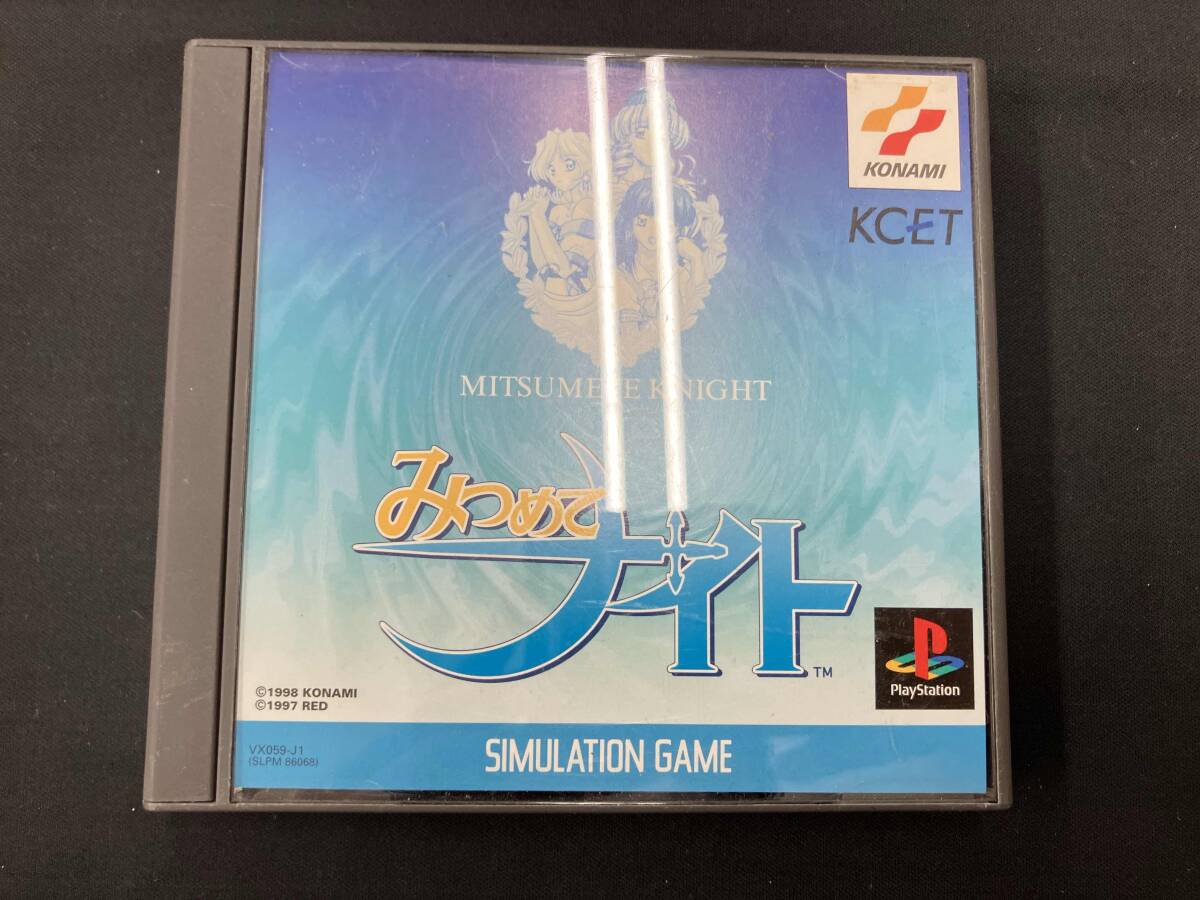 KONAMI
KCET
MITSUMETE KNIGHT
みつめて
ナイト
TM
PlayStation
©1998 KONAMI
©1997 RED
VX059-J1
(SLPM 86068)
SIMULATION GAME